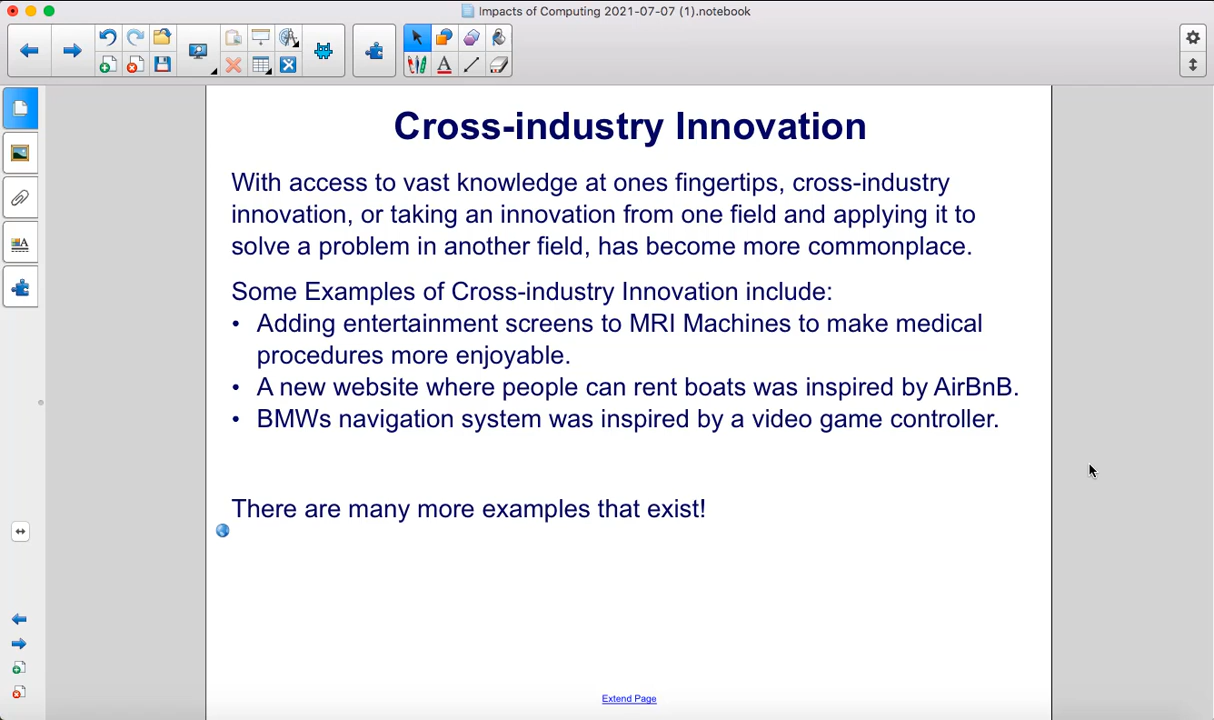 Impacts of Computing 2021-07-07 (1).notebook
Cross-industry Innovation
With access to vast knowledge at ones fingertips, cross-industry
innovation, or taking an innovation from one field and applying it to
solve a problem in another field, has become more commonplace.
Some Examples of Cross-industry Innovation include:
• Adding entertainment screens to MRI Machines to make medical
procedures more enjoyable.
• A new website where people can rent boats was inspired by AirBnB.
• BMWs navigation system was inspired by a video game controller.
There are many more examples that exist!
Extend Page